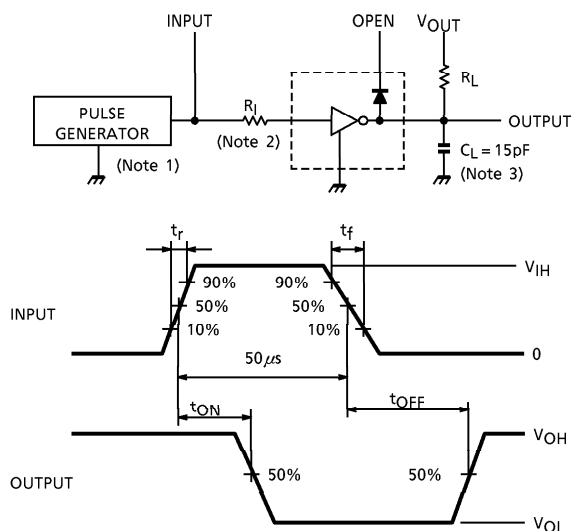 INPUT OPEN VOUT
RI RL
PULSE GENERATOR
(Note 1) (Note 2)
OUTPUT
CL = 15pF
(Note 3)
tr tf
VIH
90% 90%
INPUT 50% 50%
10% 10%
0
50μs
tON tOFF
VOH
OUTPUT 50% 50%
VOL